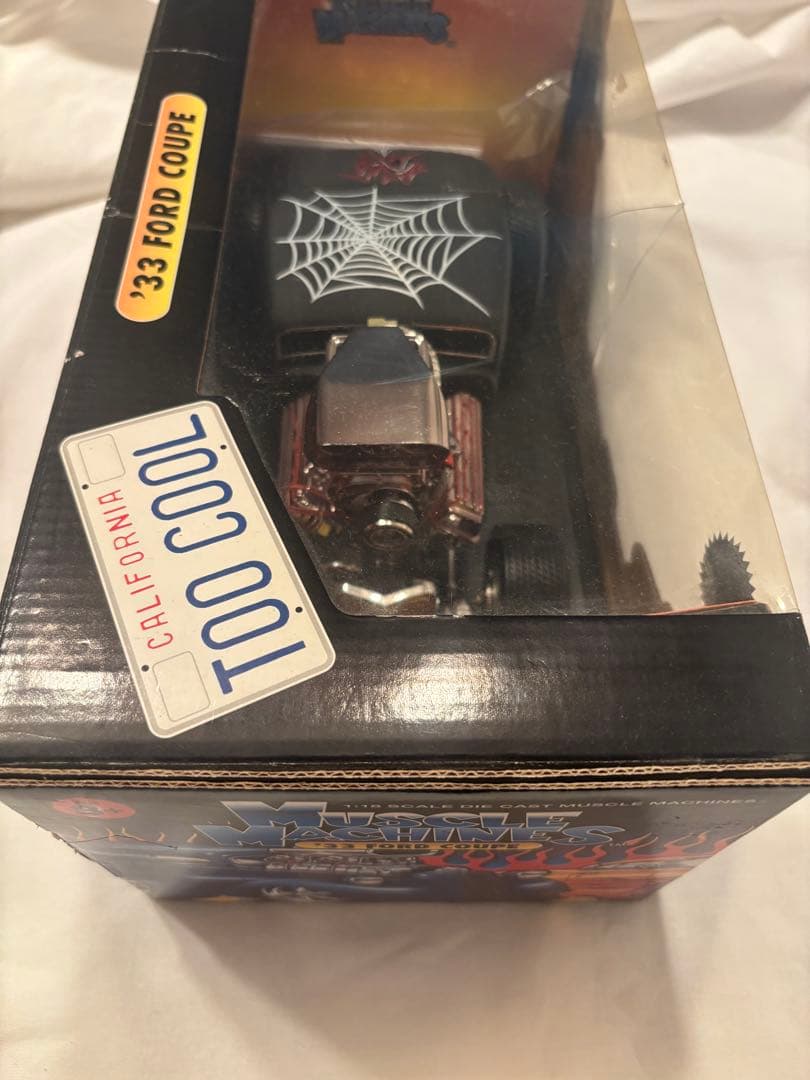 '33 FORD COUPE
CALIFORNIA
TOO COOL
1:18 SCALE DIE CAST MUSCLE MACHINES
MUSCLE
MACHINES
'33 FORD COUPE